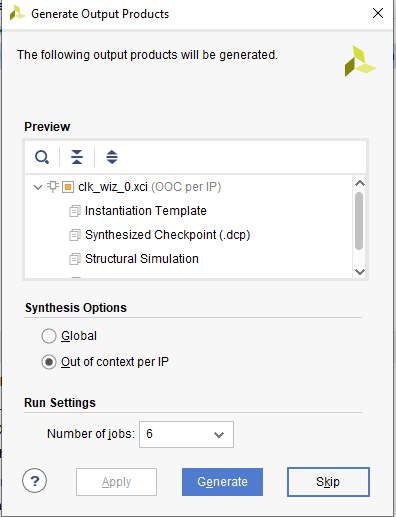 Generate Output Products
The following output products will be generated.
Preview
clk_wiz_0.xci (OOC per IP)
Instantiation Template
Synthesized Checkpoint (.dcp)
Structural Simulation
Synthesis Options
Global
Out of context per IP
Run Settings
Number of jobs: 6
? Apply Generate Skip